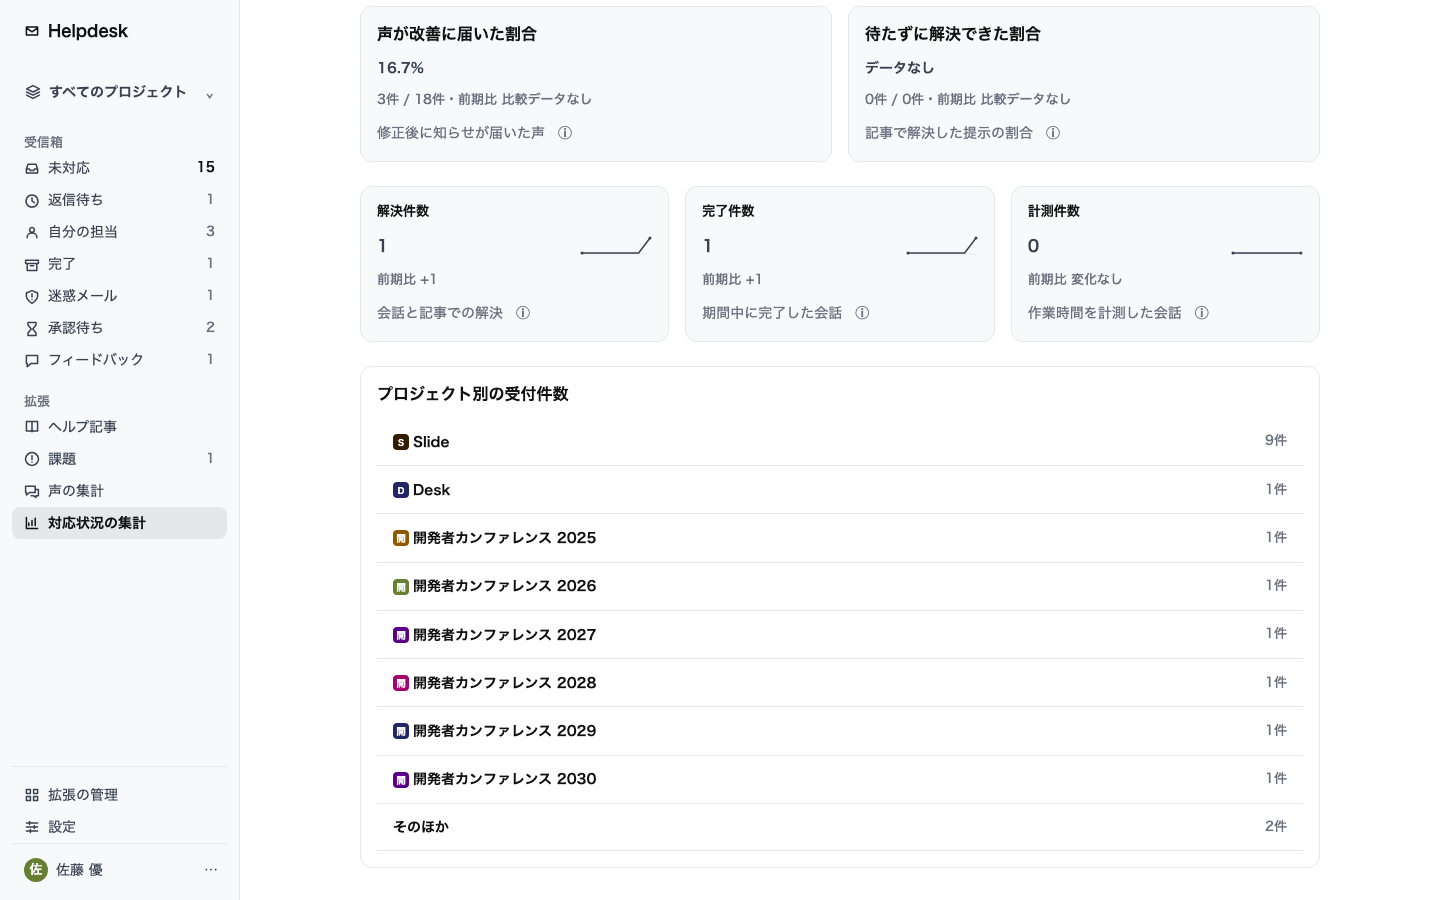 Helpdesk
すべてのプロジェクト
受信箱
未対応 15
返信待ち 1
自分の担当 3
完了 1
迷惑メール 1
承認待ち 2
フィードバック 1
拡張
ヘルプ記事
課題 1
声の集計
対応状況の集計
拡張の管理
設定
佐 佐藤 優 …
声が改善に届いた割合
16.7%
3件 / 18件・前期比 比較データなし
修正後に知らせが届いた声
待たずに解決できた割合
データなし
0件 / 0件・前期比 比較データなし
記事で解決した提示の割合
解決件数
1
前期比 +1
会話と記事での解決
完了件数
1
前期比 +1
期間中に完了した会話
計測件数
0
前期比 変化なし
作業時間を計測した会話
プロジェクト別の受付件数
S Slide 9件
D Desk 1件
開 開発者カンファレンス 2025 1件
開 開発者カンファレンス 2026 1件
開 開発者カンファレンス 2027 1件
開 開発者カンファレンス 2028 1件
開 開発者カンファレンス 2029 1件
開 開発者カンファレンス 2030 1件
そのほか 2件